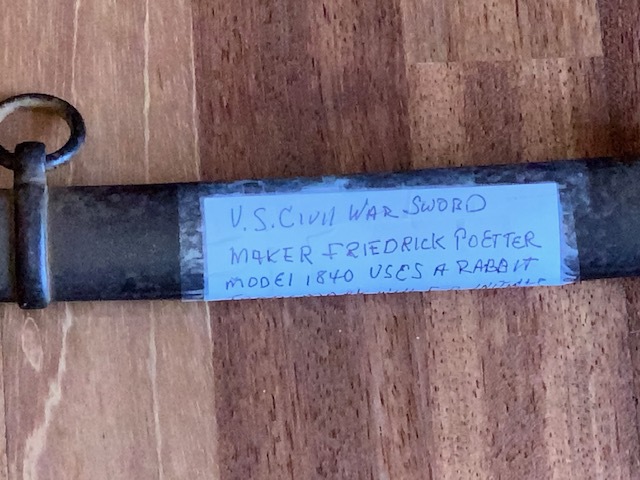 U.S. CIVIL WAR SWORD
MAKER FRIEDRICK POETTER
MODEL 1840 USES A RABBIT